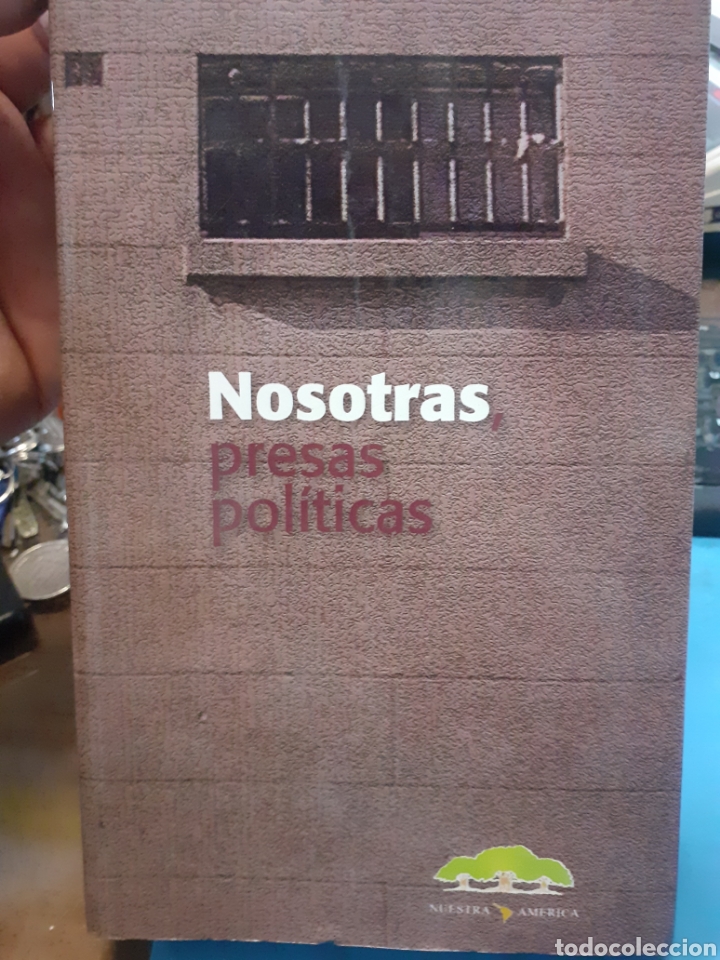 Nosotras,
presas
políticas
NUESTRA AMERICA
todocoleccion